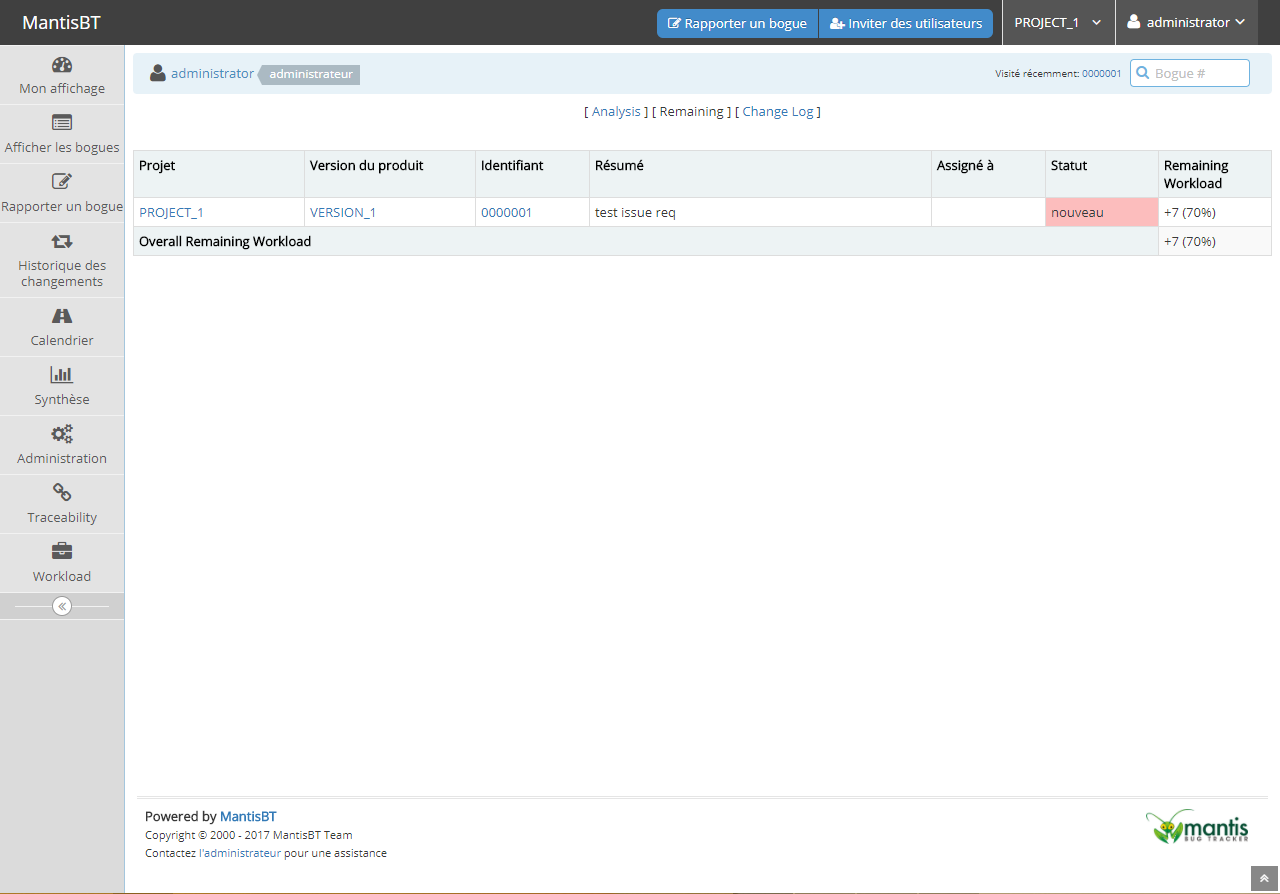 MantisBT
Rapporter un bogue
Inviter des utilisateurs
PROJECT_1
administrator
Mon affichage
Afficher les bogues
Rapporter un bogue
Historique des
changements
Calendrier
Synthèse
Administration
Traceability
Workload
administrator administrateur
Visité récemment: 0000001
Bogue #
[ Analysis ] [ Remaining ] [ Change Log ]
Projet Version du produit Identifiant Résumé Assigné à Statut Remaining
Workload
PROJECT_1 VERSION_1 0000001 test issue req nouveau +7 (70%)
Overall Remaining Workload +7 (70%)
Powered by MantisBT
Copyright © 2000 - 2017 MantisBT Team
Contactez l'administrateur pour une assistance
mantis
BUG TRACKER